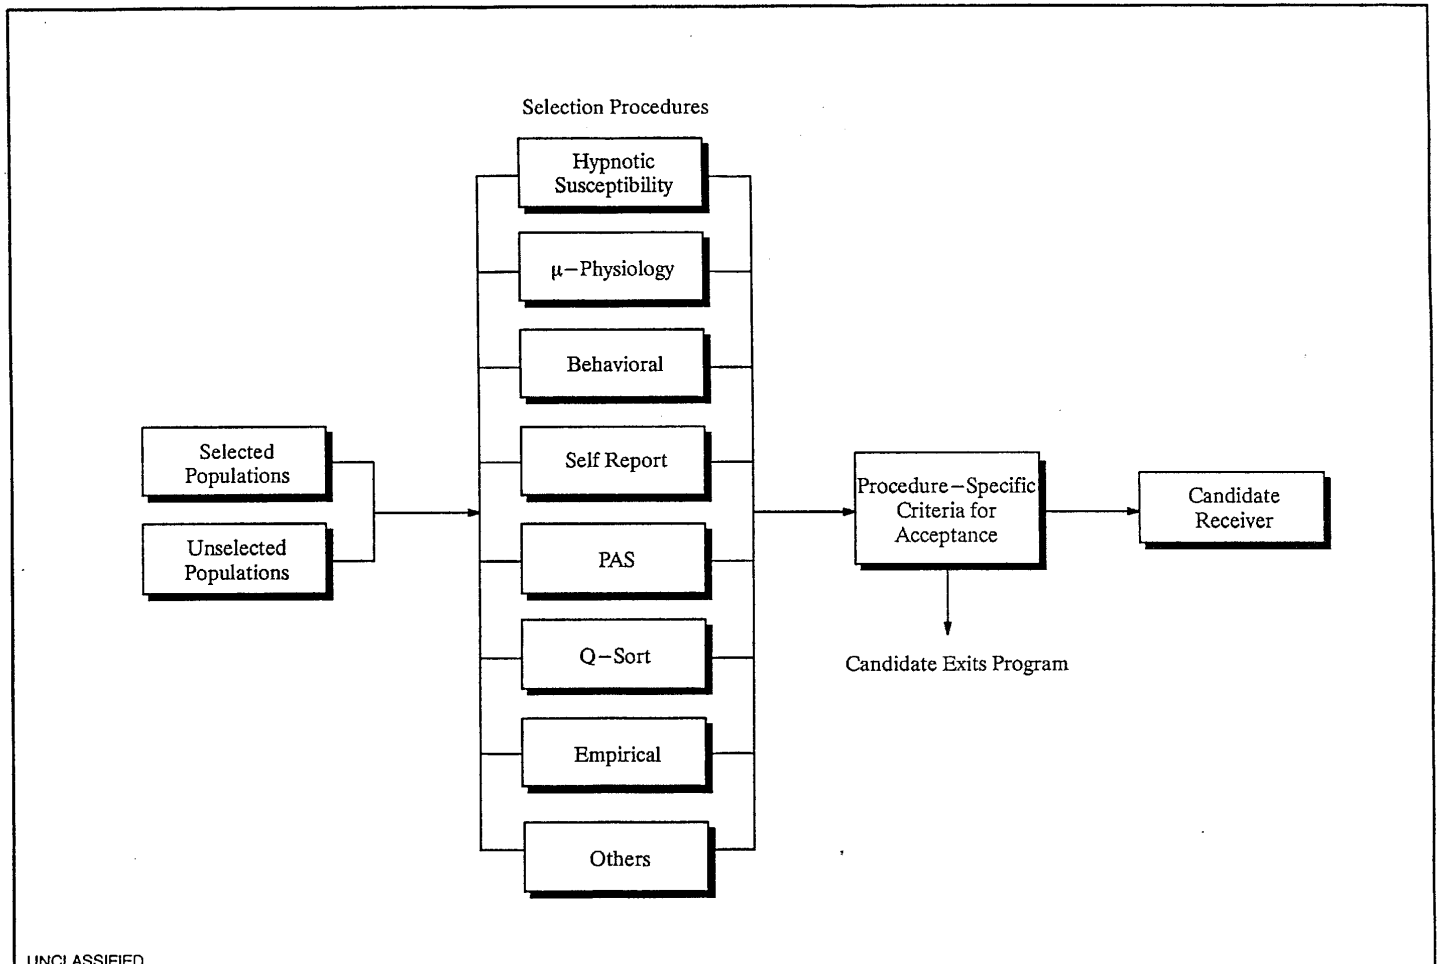 Selection Procedures
Hypnotic
Susceptibility
μ–Physiology
Behavioral
Self Report
PAS
Q–Sort
Empirical
Others
Selected
Populations
Unselected
Populations
Procedure–Specific
Criteria for
Acceptance
Candidate
Receiver
Candidate Exits Program
UNCLASSIFIED